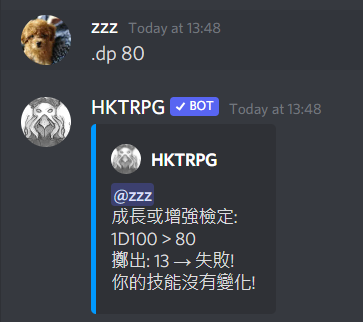 zzz Today at 13:48
.dp 80
HKTRPG ✓ BOT Today at 13:48
HKTRPG
@zzz
成長或增強檢定:
1D100 > 80
擲出: 13 → 失敗!
你的技能沒有變化!